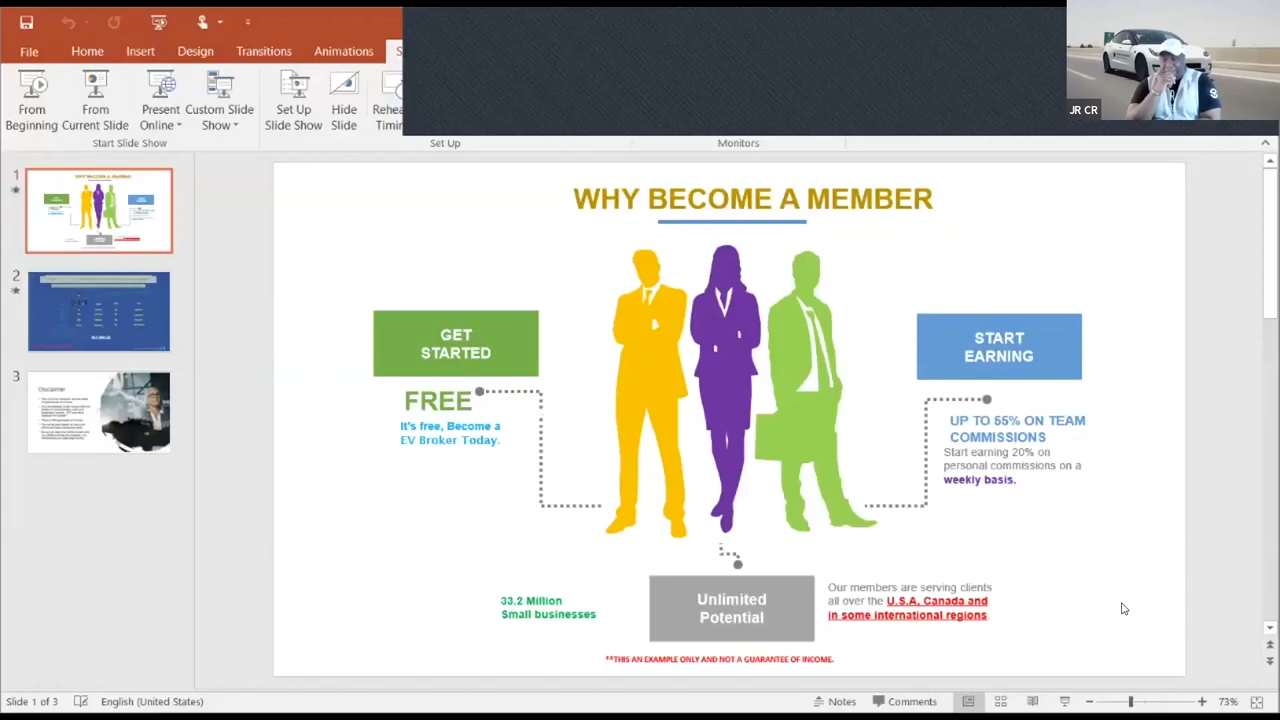 File Home Insert Design Transitions Animations
From Beginning
From Current Slide
Present Online
Custom Slide Show
Set Up Slide Show
Hide Slide
Start Slide Show
Set Up
Monitors
JR CR
1
2
3
Disclaimer
WHY BECOME A MEMBER
GET
STARTED
FREE
It's free, Become a
EV Broker Today.
START
EARNING
UP TO 55% ON TEAM
COMMISSIONS
Start earning 20% on
personal commissions on a
weekly basis.
33.2 Million
Small businesses
Unlimited
Potential
Our members are serving clients
all over the U.S.A, Canada and
in some international regions
**THIS AN EXAMPLE ONLY AND NOT A GUARANTEE OF INCOME.
Slide 1 of 3 English (United States) Notes Comments 73%